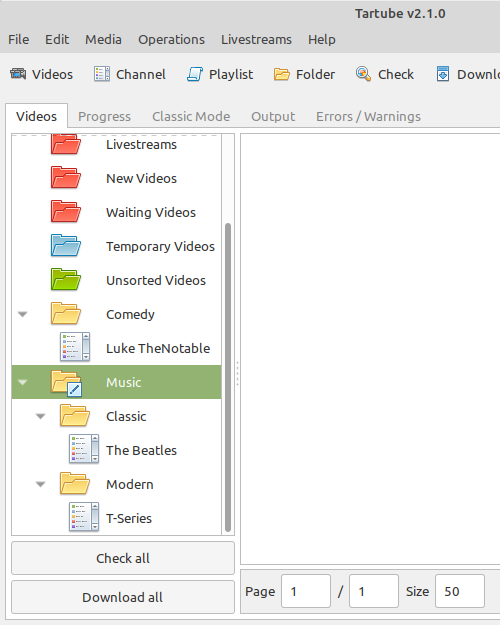 Tartube v2.1.0
File Edit Media Operations Livestreams Help
Videos Channel Playlist Folder Check Downl
Videos Progress Classic Mode Output Errors / Warnings
Livestreams
New Videos
Waiting Videos
Temporary Videos
Unsorted Videos
Comedy
Luke TheNotable
Music
Classic
The Beatles
Modern
T-Series
Check all
Download all
Page 1 / 1 Size 50